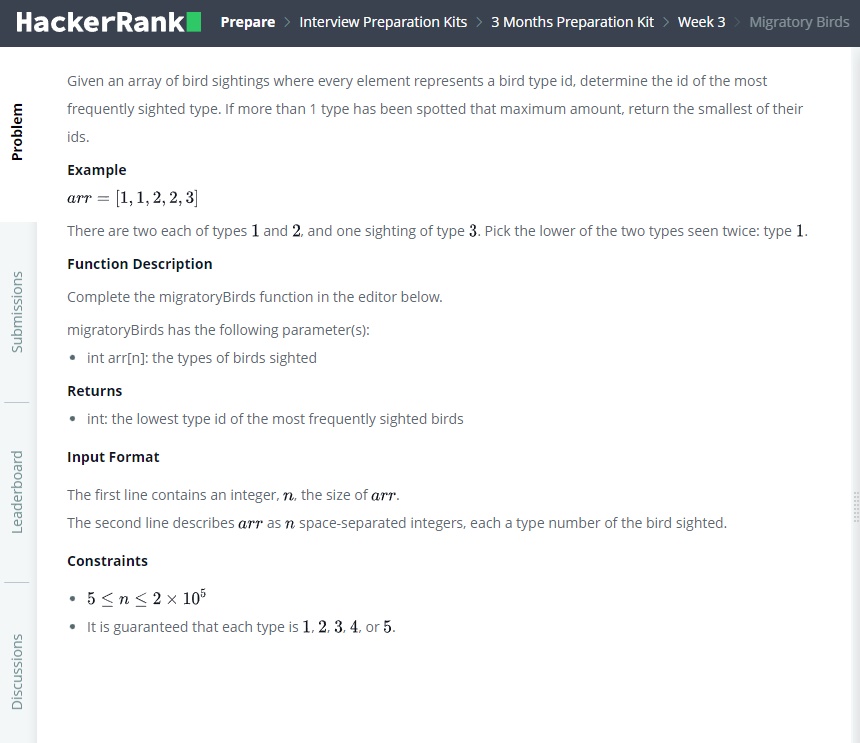 HackerRank Prepare > Interview Preparation Kits > 3 Months Preparation Kit > Week 3 > Migratory Birds
Problem
Submissions
Leaderboard
Discussions
Given an array of bird sightings where every element represents a bird type id, determine the id of the most
frequently sighted type. If more than 1 type has been spotted that maximum amount, return the smallest of their
ids.
Example
arr = [1, 1, 2, 2, 3]
There are two each of types 1 and 2, and one sighting of type 3. Pick the lower of the two types seen twice: type 1.
Function Description
Complete the migratoryBirds function in the editor below.
migratoryBirds has the following parameter(s):
• int arr[n]: the types of birds sighted
Returns
• int: the lowest type id of the most frequently sighted birds
Input Format
The first line contains an integer, n, the size of arr.
The second line describes arr as n space-separated integers, each a type number of the bird sighted.
Constraints
• 5 ≤ n ≤ 2 × 10⁵
• It is guaranteed that each type is 1, 2, 3, 4, or 5.